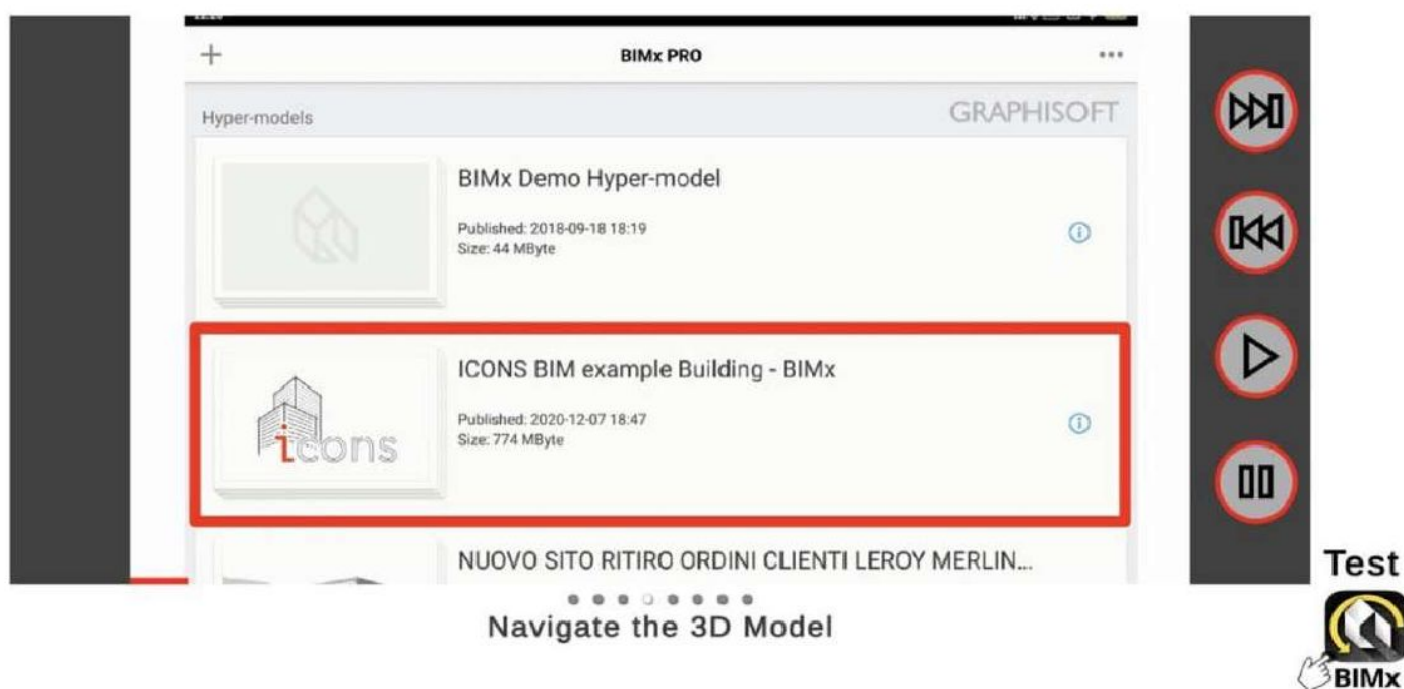 BIMx PRO
Hyper-models
GRAPHISOFT
BIMx Demo Hyper-model
Published: 2018-09-18 18:19
Size: 44 MByte
ICONS BIM example Building - BIMx
Published: 2020-12-07 18:47
Size: 774 MByte
icons
NUOVO SITO RITIRO ORDINI CLIENTI LEROY MERLIN...
Navigate the 3D Model
Test
BIMx